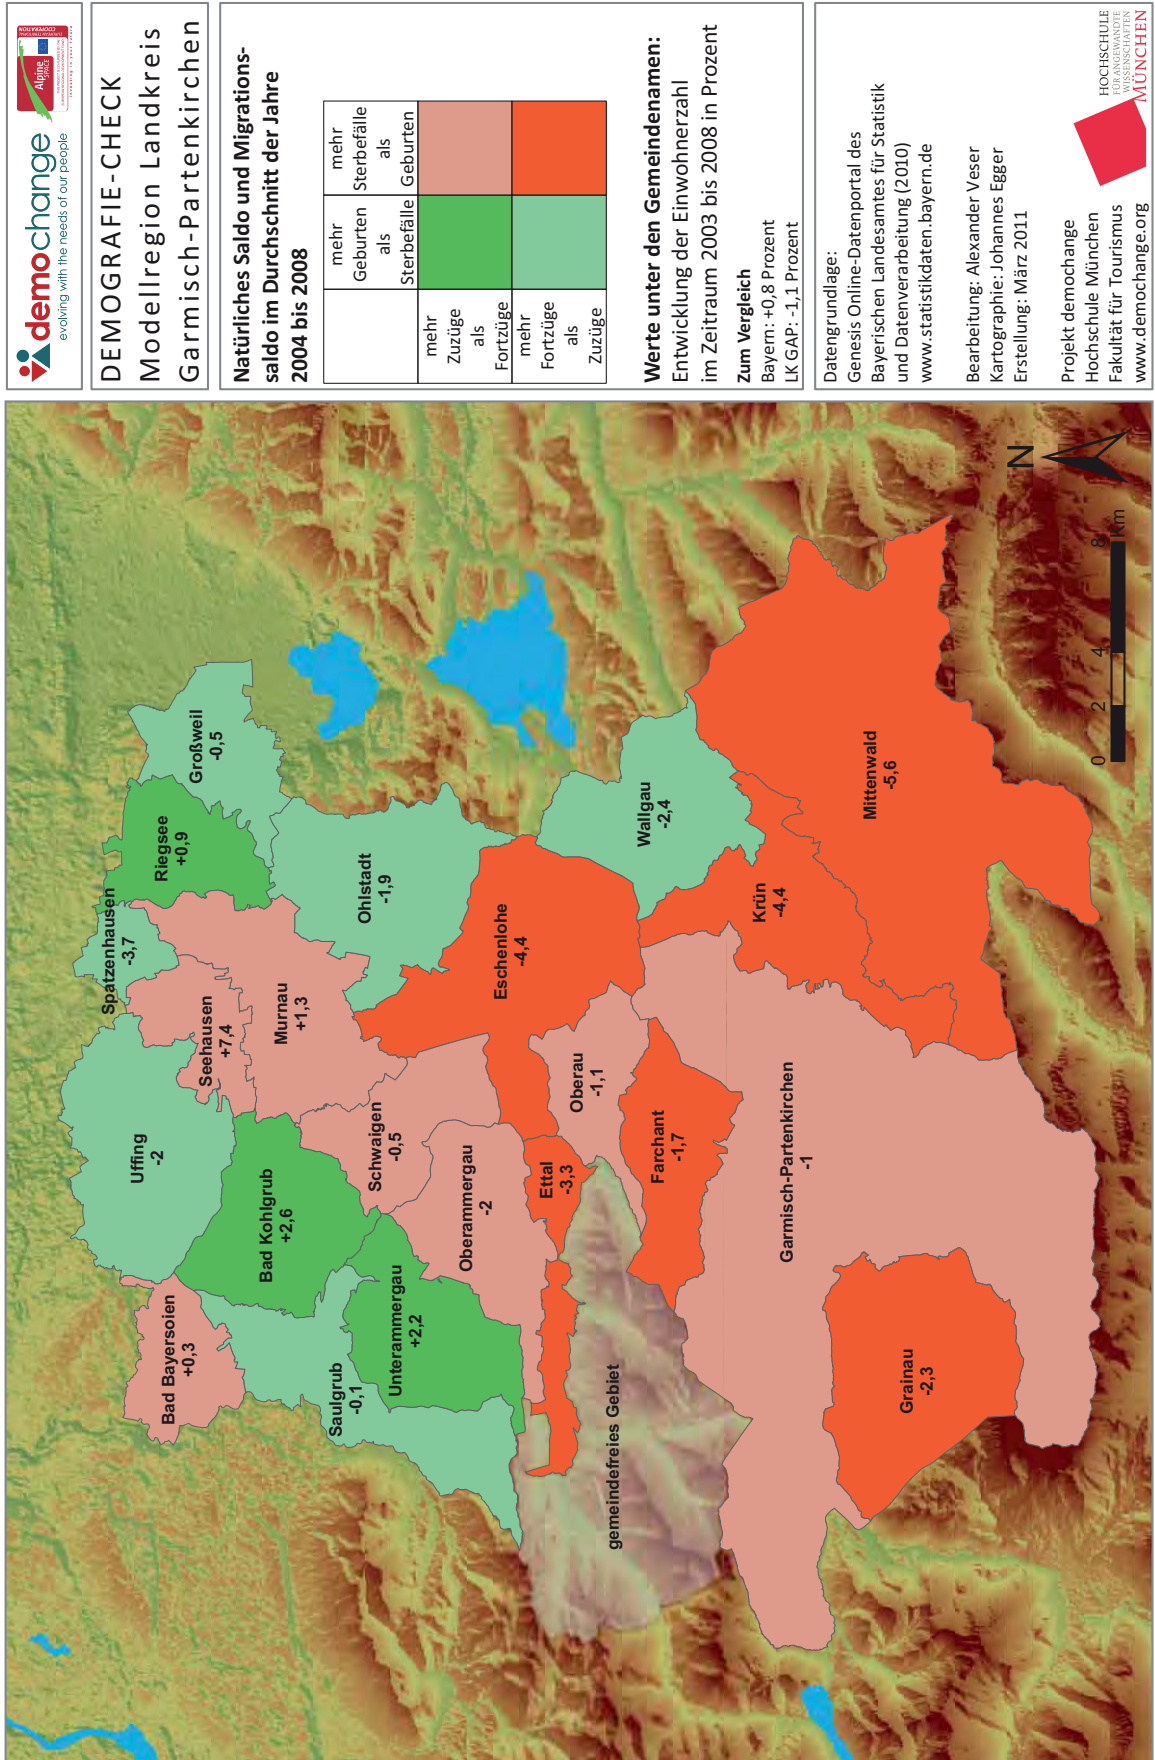 demochange
evolving with the needs of our people
Alpine
SPACE
DEMOGRAFIE-CHECK
Modellregion Landkreis
Garmisch-Partenkirchen
Natürliches Saldo und Migrations-
saldo im Durchschnitt der Jahre
2004 bis 2008
mehr
Geburten
als
Sterbefälle
mehr
Sterbefälle
als
Geburten
mehr
Zuzüge
als
Fortzüge
mehr
Fortzüge
als
Zuzüge
Werte unter den Gemeindenamen:
Entwicklung der Einwohnerzahl
im Zeitraum 2003 bis 2008 in Prozent
Zum Vergleich
Bayern: +0,8 Prozent
LK GAP: -1,1 Prozent
Datengrundlage:
Genesis Online-Datenportal des
Bayerischen Landesamtes für Statistik
und Datenverarbeitung (2010)
www.statistikdaten.bayern.de
Bearbeitung: Alexander Veser
Kartographie: Johannes Egger
Erstellung: März 2011
Projekt demochange
Hochschule München
Fakultät für Tourismus
www.demochange.org
HOCHSCHULE
FÜR ANGEWANDTE
WISSENSCHAFTEN
MÜNCHEN
Spatzenhausen
-3,7
Uffing
-2
Riegsee
+0,9
Großweil
-0,5
Bad Bayersoien
+0,3
Seehausen
+7,4
Bad Kohlgrub
+2,6
Murnau
+1,3
Saulgrub
-0,1
Ohlstadt
-1,9
Schwaigen
-0,5
Unterammergau
+2,2
Oberammergau
-2
Eschenlohe
-4,4
Ettal
-3,3
Oberau
-1,1
gemeindefreies Gebiet
Wallgau
-2,4
Farchant
-1,7
Krün
-4,4
Garmisch-Partenkirchen
-1
Mittenwald
-5,6
Grainau
-2,3
N
0 2 4 8
Km